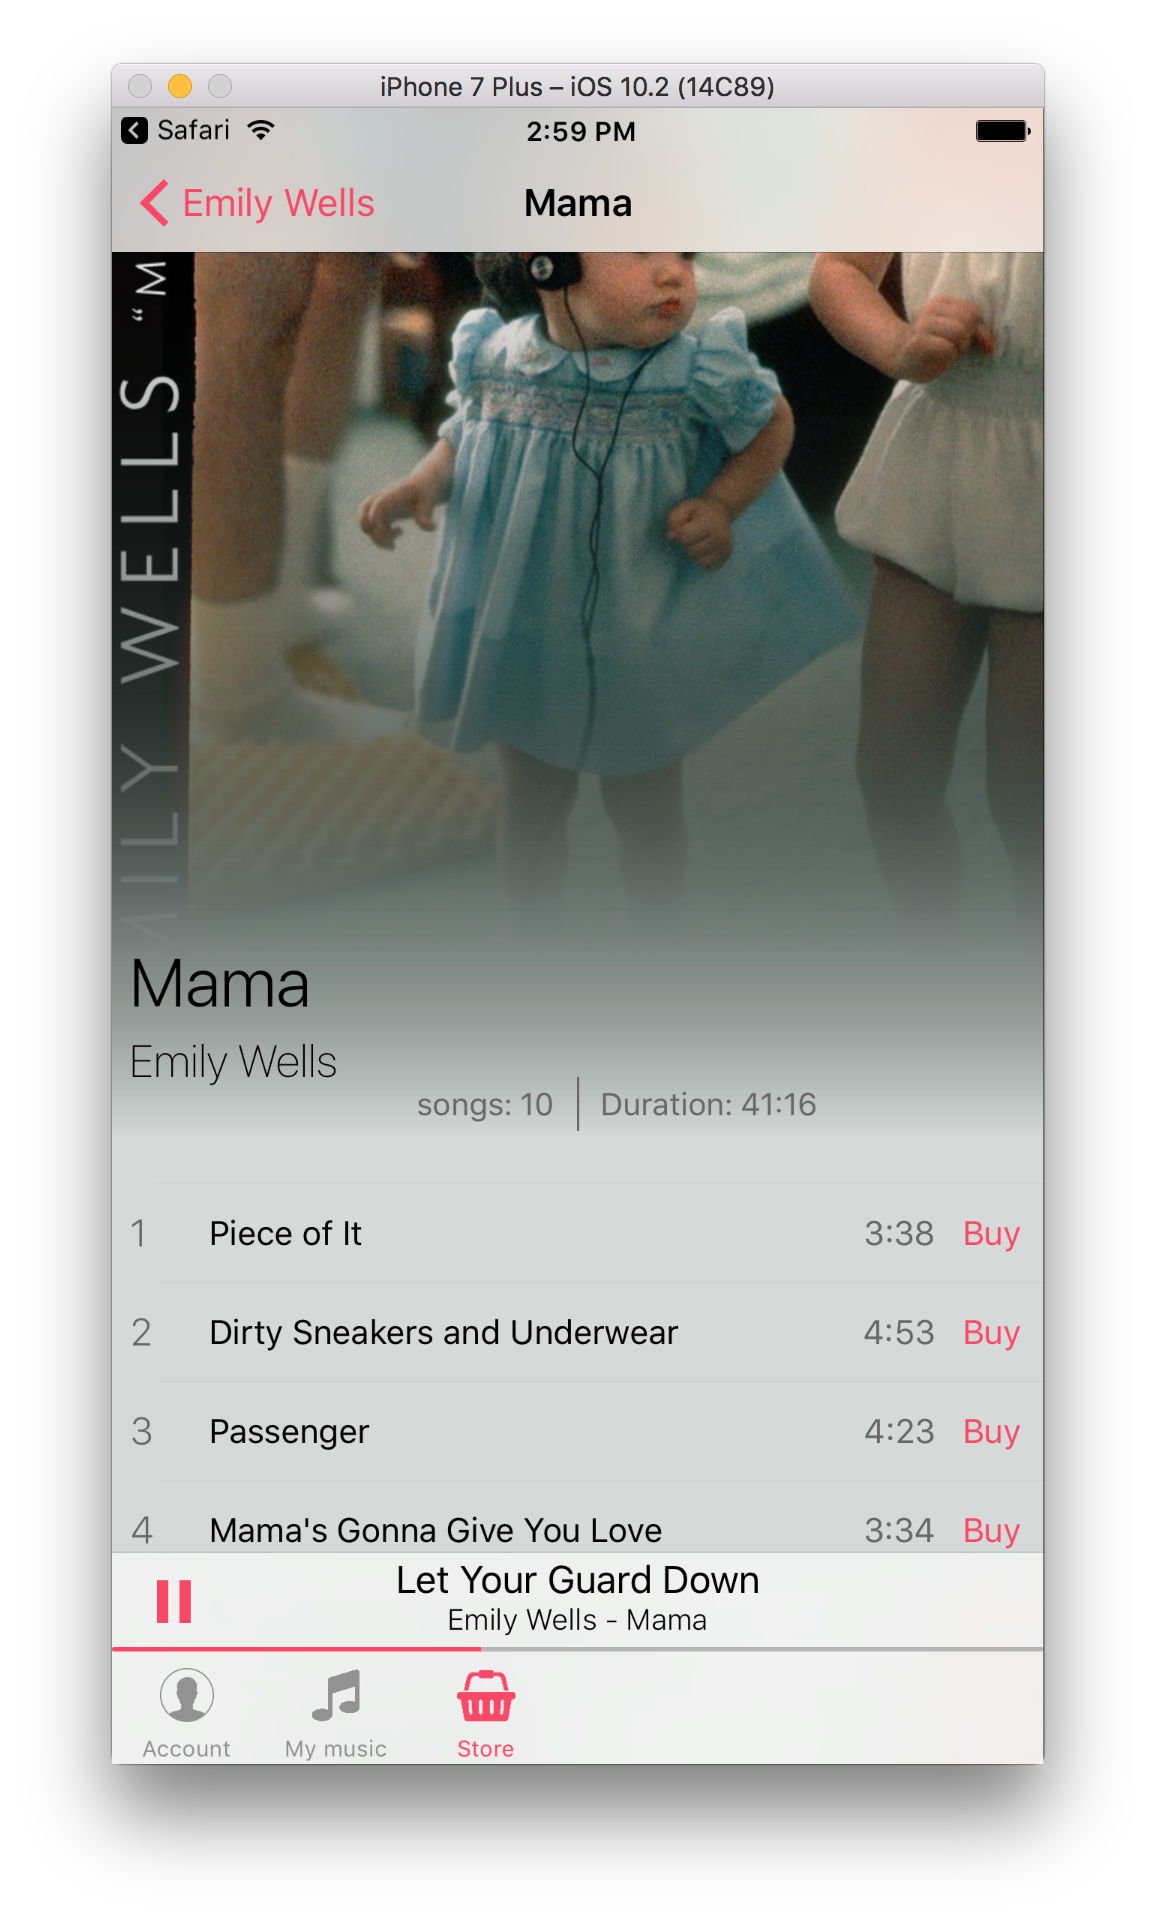 iPhone 7 Plus – iOS 10.2 (14C89)
Safari 2:59 PM
Emily Wells Mama
MILY WELLS “M
Mama
Emily Wells
songs: 10 Duration: 41:16
1 Piece of It 3:38 Buy
2 Dirty Sneakers and Underwear 4:53 Buy
3 Passenger 4:23 Buy
4 Mama's Gonna Give You Love 3:34 Buy
Let Your Guard Down
Emily Wells - Mama
Account My music Store